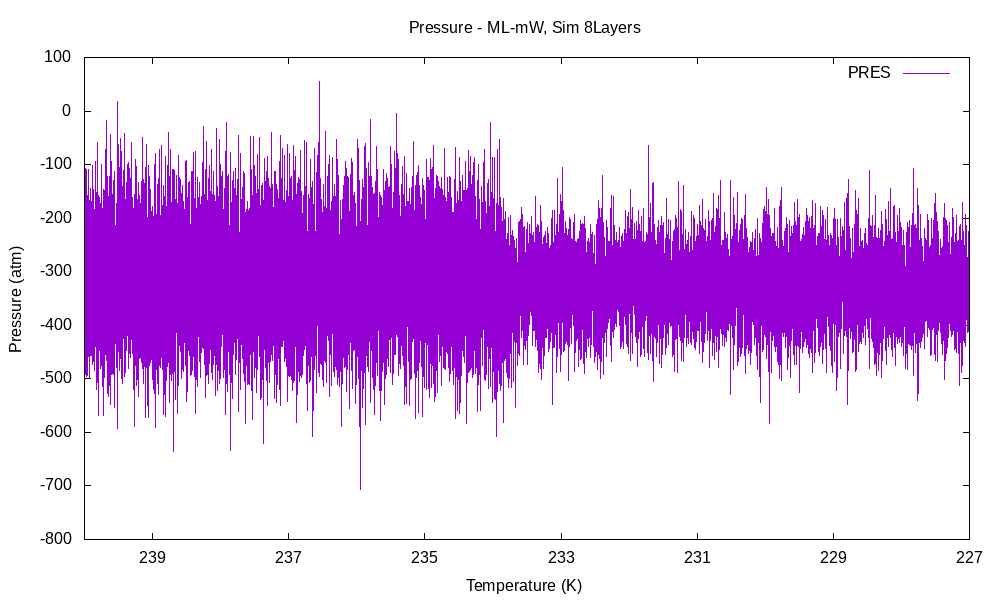 Pressure - ML-mW, Sim 8Layers
PRES
100
0
-100
-200
-300
-400
-500
-600
-700
-800
Pressure (atm)
239 237 235 233 231 229 227
Temperature (K)